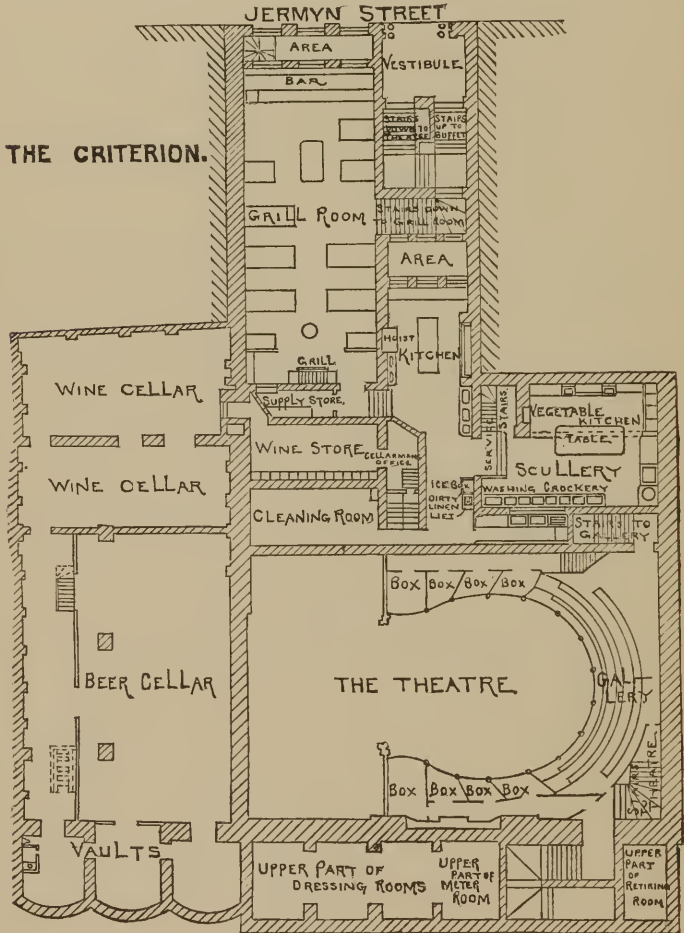 JERMYN STREET
AREA
VESTIBULE
BAR
STAIRS
DOWN TO
THEATRE
STAIRS
UP TO
BUFFET
THE CRITERION.
GRILL ROOM
STAIRS DOWN
TO GRILL ROOM
AREA
HOIST
KITCHEN
GRILL
WINE CELLAR
SUPPLY STORE.
SERVICE STAIRS.
VEGETABLE
KITCHEN
TABLE
WINE STORE
CELLARMANS
OFFICE
SCULLERY
WINE CELLAR
ICE BOX
WASHING CROCKERY
DIRTY
LINEN
CLEANING ROOM
STAIRS TO
GALLERY
BOX BOX BOX BOX
BEER CELLAR
THE THEATRE
GALLERY
BOX BOX BOX BOX
STAIRS
VAULTS
UPPER PART OF
DRESSING ROOMS
UPPER
PART OF
METER
ROOM
UPPER
PART
OF
RETIRING
ROOM